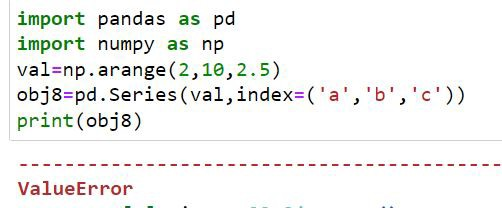 import pandas as pd
import numpy as np
val=np.arange(2,10,2.5)
obj8=pd.Series(val,index=('a','b','c'))
print(obj8)
---------------------------------------------
ValueError